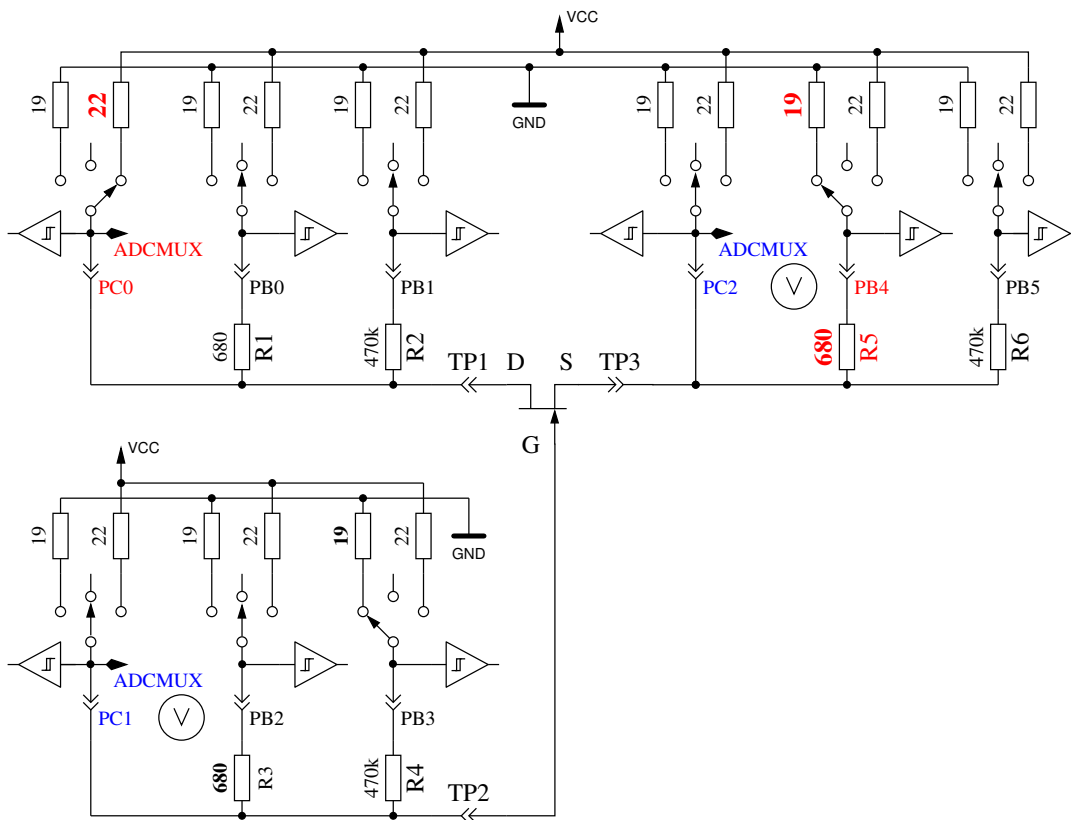 VCC
19
22
19
22
19
22
GND
19
22
19
22
19
22
ADCMUX
ADCMUX
PC0
PB0
PB1
PC2
V
PB4
PB5
680
R1
470k
R2
680
R5
470k
R6
TP1
D
S
TP3
G
VCC
19
22
19
22
19
22
GND
ADCMUX
PC1
V
PB2
PB3
680
R3
470k
R4
TP2